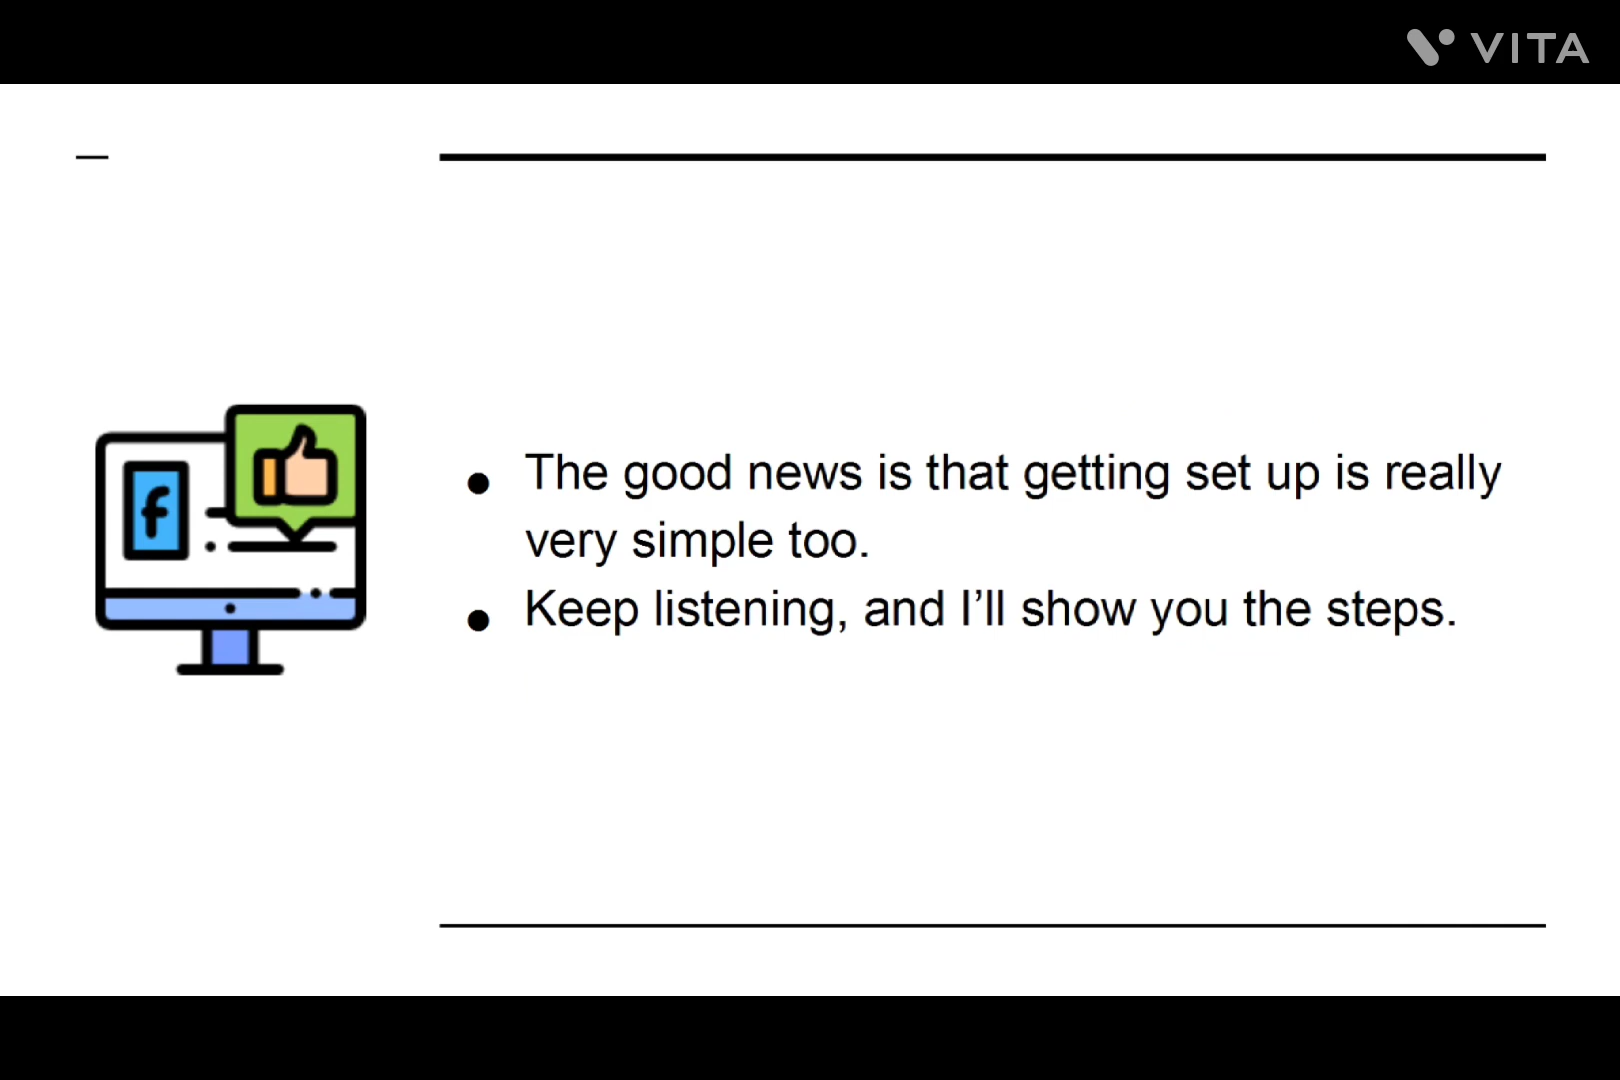 VITA
f
● The good news is that getting set up is really
very simple too.
● Keep listening, and I’ll show you the steps.